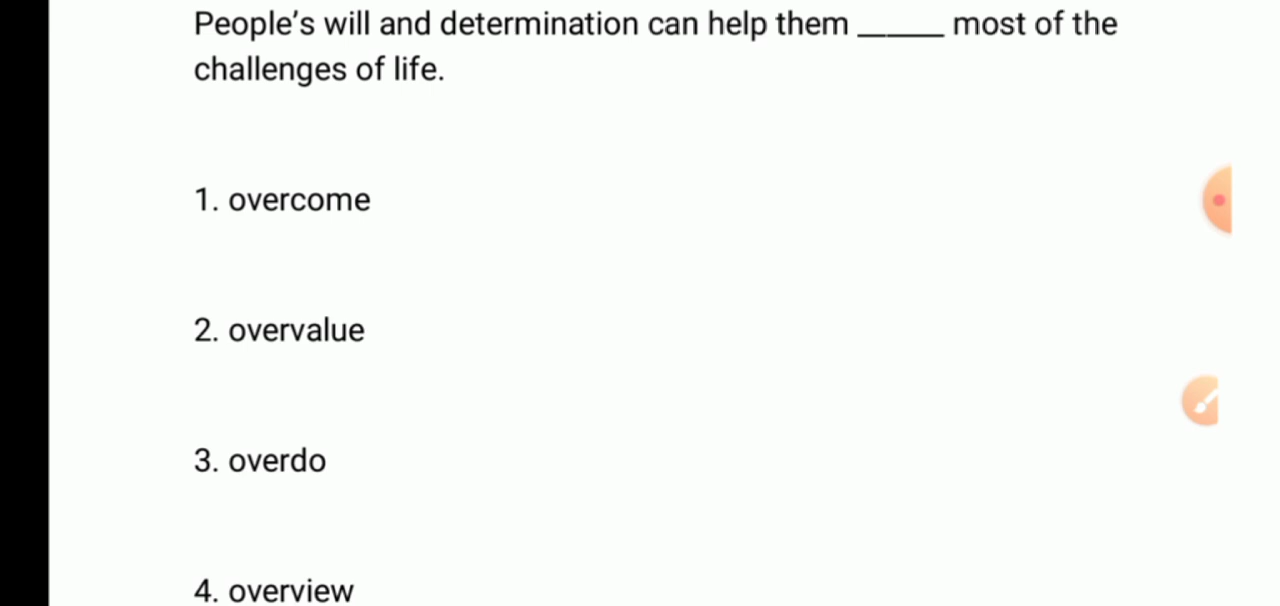 People’s will and determination can help them _____ most of the
challenges of life.
1. overcome
2. overvalue
3. overdo
4. overview